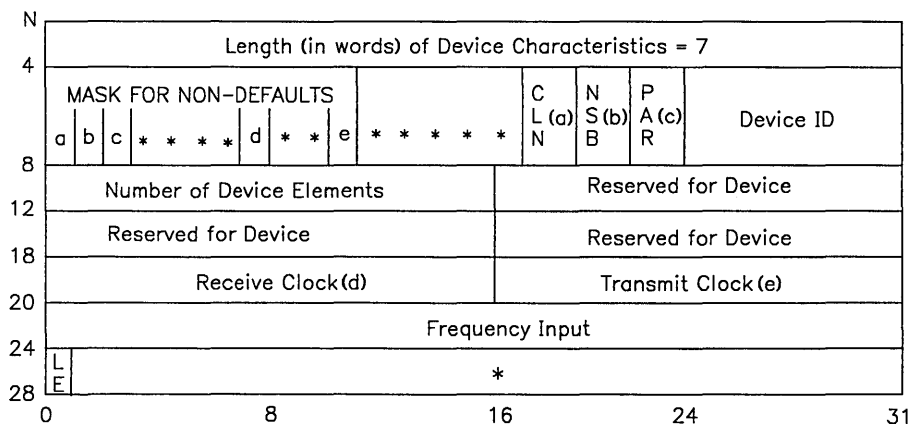 N
Length (in words) of Device Characteristics = 7
4
MASK FOR NON-DEFAULTS
a b c * * * * d * * e * * * * *
C L N (a)
N S B (b)
P A R (c)
Device ID
8
Number of Device Elements
Reserved for Device
12
Reserved for Device
Reserved for Device
18
Receive Clock(d)
Transmit Clock(e)
20
Frequency Input
24
L E
*
28
0 8 16 24 31